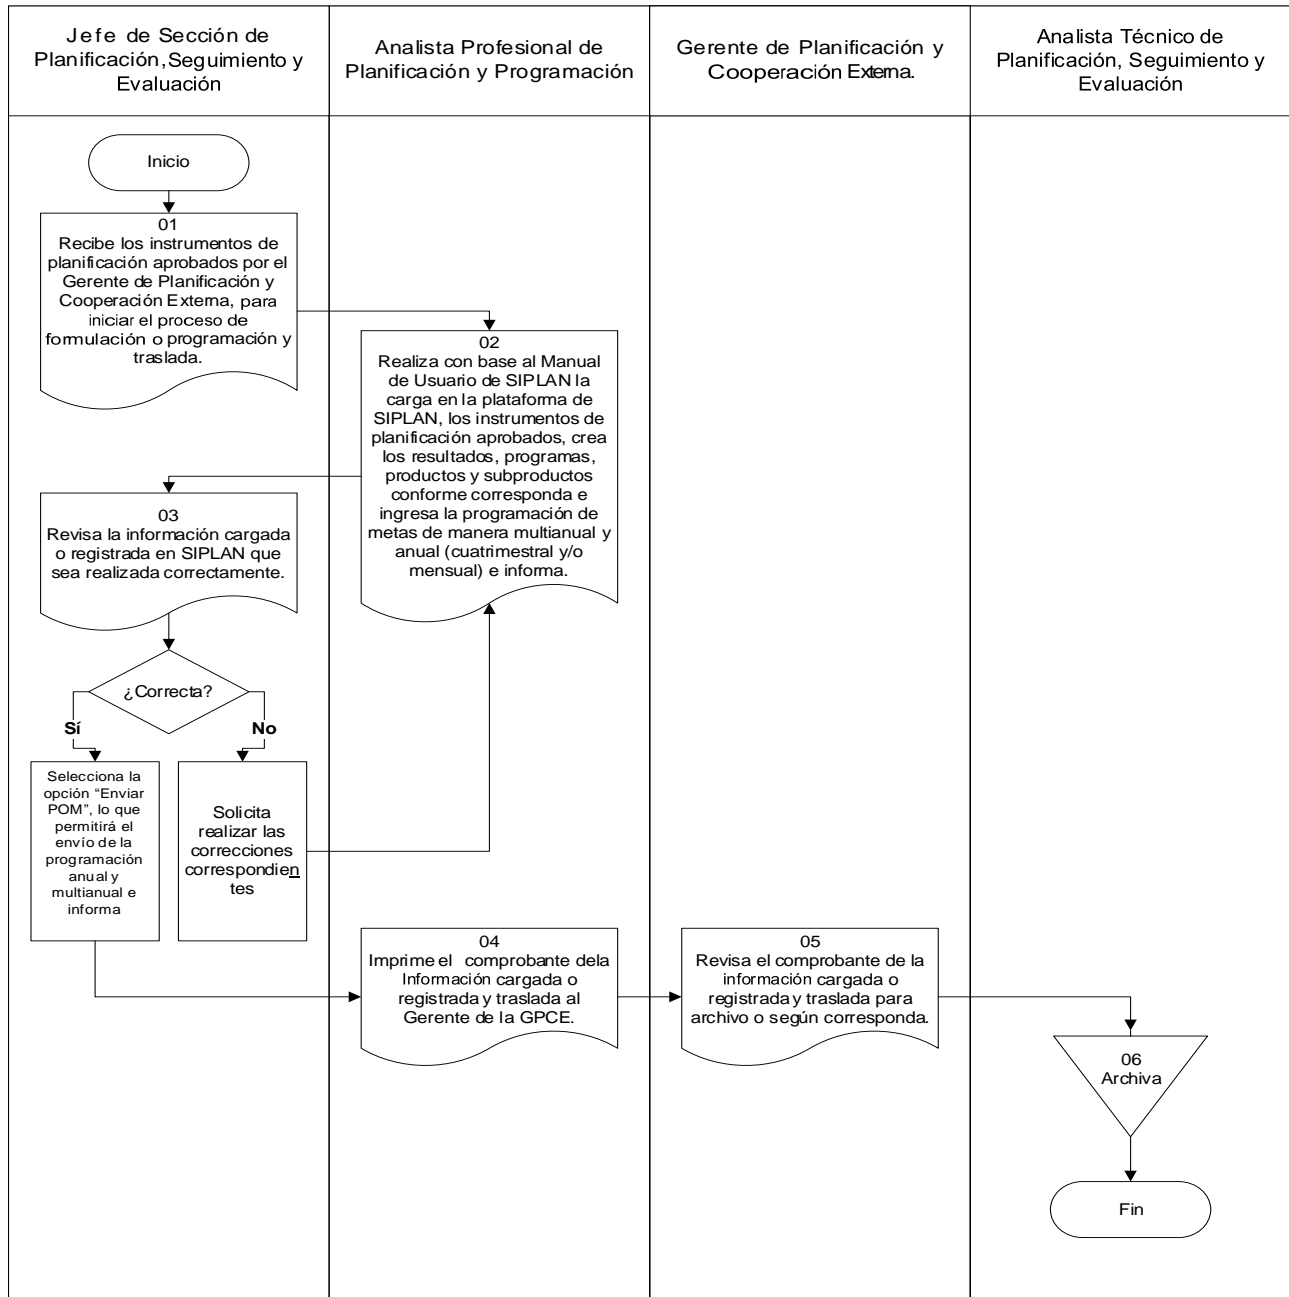 Jefe de Sección de
Planificación, Seguimiento y
Evaluación
Analista Profesional de
Planificación y Programación
Gerente de Planificación y
Cooperación Externa.
Analista Técnico de
Planificación, Seguimiento y
Evaluación
Inicio
01
Recibe los instrumentos de
planificación aprobados por el
Gerente de Planificación y
Cooperación Externa, para
iniciar el proceso de
formulación o programación y
traslada.
02
Realiza con base al Manual
de Usuario de SIPLAN la
carga en la plataforma de
SIPLAN, los instrumentos de
planificación aprobados, crea
los resultados, programas,
productos y subproductos
conforme corresponda e
ingresa la programación de
metas de manera multianual y
anual (cuatrimestral y/o
mensual) e informa.
03
Revisa la información cargada
o registrada en SIPLAN que
sea realizada correctamente.
¿Correcta?
Sí
No
Selecciona la
opción “Enviar
POM”, lo que
permitirá el
envío de la
programación
anual y
multianual e
informa
Solicita
realizar las
correcciones
correspondien
tes
04
Imprime el comprobante dela
Información cargada o
registrada y traslada al
Gerente de la GPCE.
05
Revisa el comprobante de la
información cargada o
registrada y traslada para
archivo o según corresponda.
06
Archiva
Fin